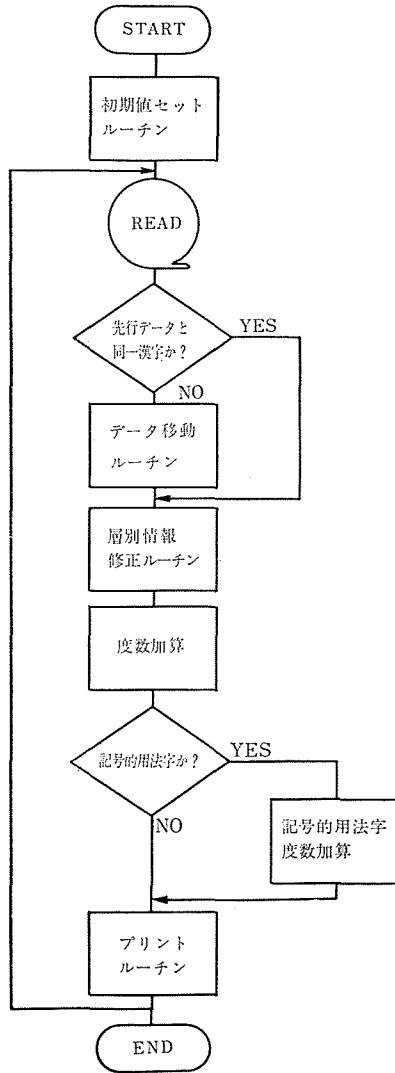 START
初期値セット
ルーチン
READ
先行データと
同一漢字か?
YES
NO
データ移動
ルーチン
層別情報
修正ルーチン
度数加算
記号的用法字か?
YES
NO
記号的用法字
度数加算
プリント
ルーチン
END